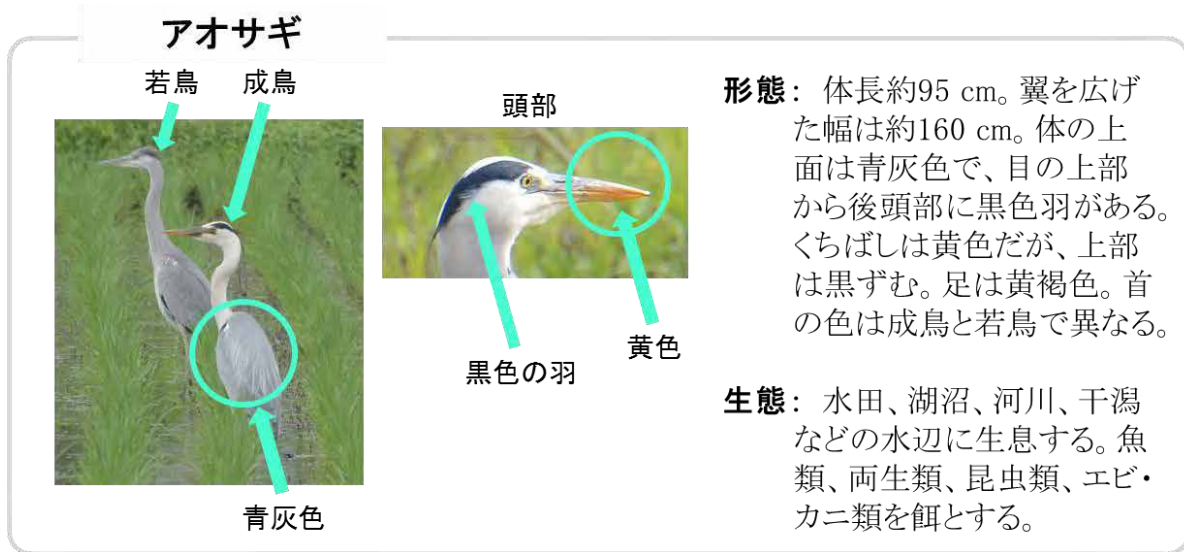 アオサギ
若鳥
成鳥
頭部
黒色の羽
黄色
青灰色
形態： 体長約95 cm。翼を広げ
た幅は約160 cm。体の上
面は青灰色で、目の上部
から後頭部に黒色羽がある。
くちばしは黄色だが、上部
は黒ずむ。足は黄褐色。首
の色は成鳥と若鳥で異なる。
生態： 水田、湖沼、河川、干潟
などの水辺に生息する。魚
類、両生類、昆虫類、エビ・
カニ類を餌とする。